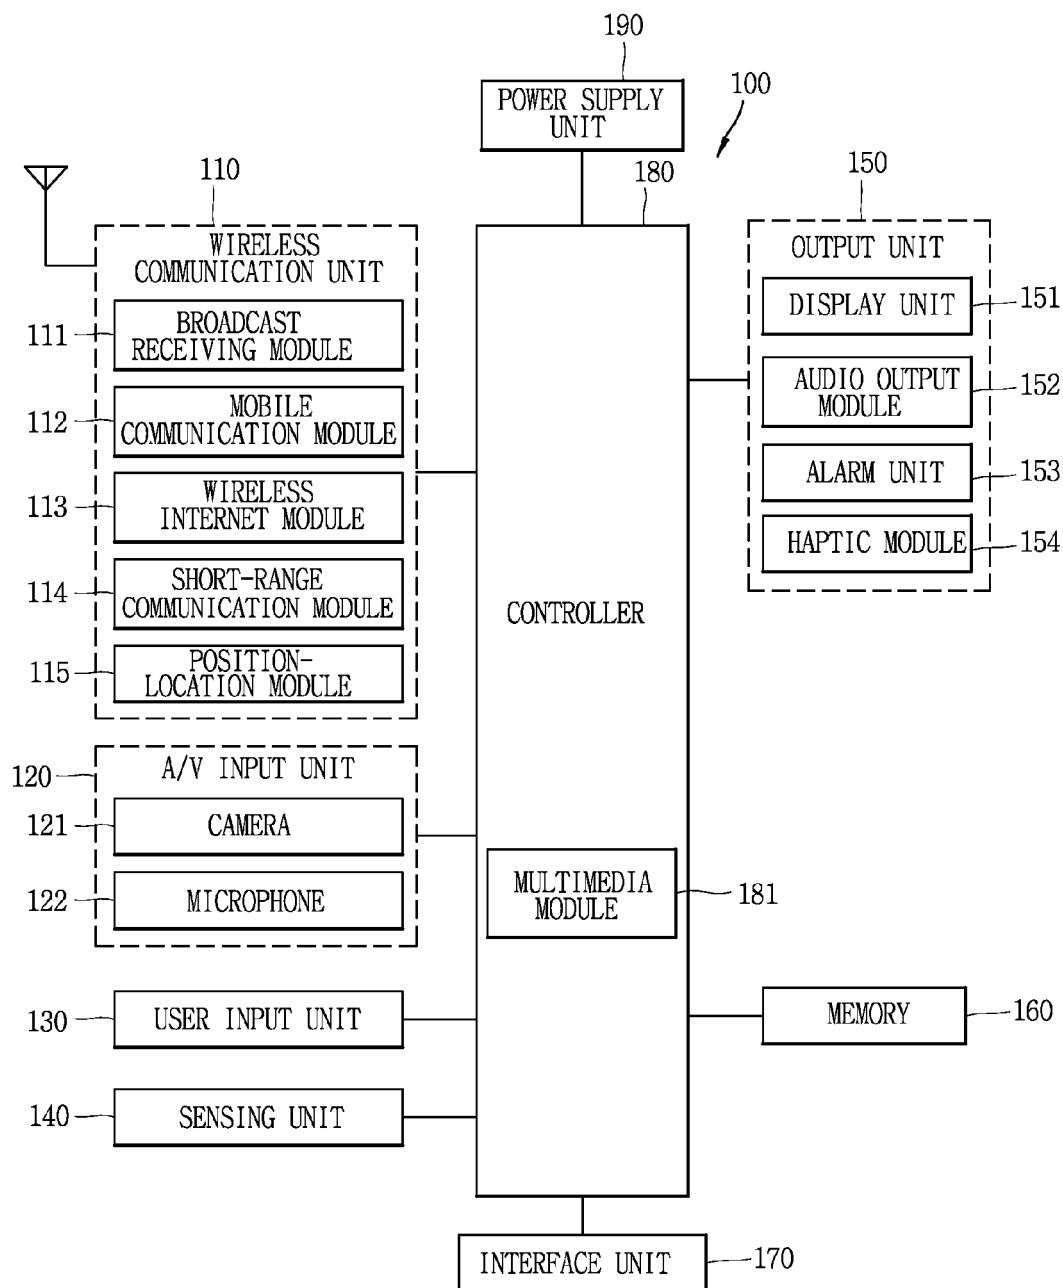 190
POWER SUPPLY
UNIT
100
180
110
150
WIRELESS
COMMUNICATION UNIT
111
BROADCAST
RECEIVING MODULE
112
MOBILE
COMMUNICATION MODULE
113
WIRELESS
INTERNET MODULE
114
SHORT-RANGE
COMMUNICATION MODULE
115
POSITION-
LOCATION MODULE
120
A/V INPUT UNIT
121
CAMERA
122
MICROPHONE
130
USER INPUT UNIT
140
SENSING UNIT
CONTROLLER
MULTIMEDIA
MODULE
181
OUTPUT UNIT
DISPLAY UNIT
151
AUDIO OUTPUT
MODULE
152
ALARM UNIT
153
HAPTIC MODULE
154
MEMORY
160
INTERFACE UNIT
170